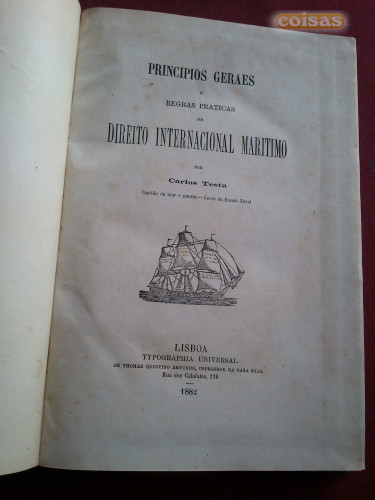 coisas
PRINCIPIOS GERAES
E
REGRAS PRATICAS
DE
DIREITO INTERNACIONAL MARITIMO
POR
Carlos Testa
Capitão de mar e guerra — Lente da Escola Naval
LISBOA
TYPOGRAPHIA UNIVERSAL
DE THOMAZ QUINTINO ANTUNES, IMPRESSOR DA CASA REAL
Rua dos Calafates, 110
1882